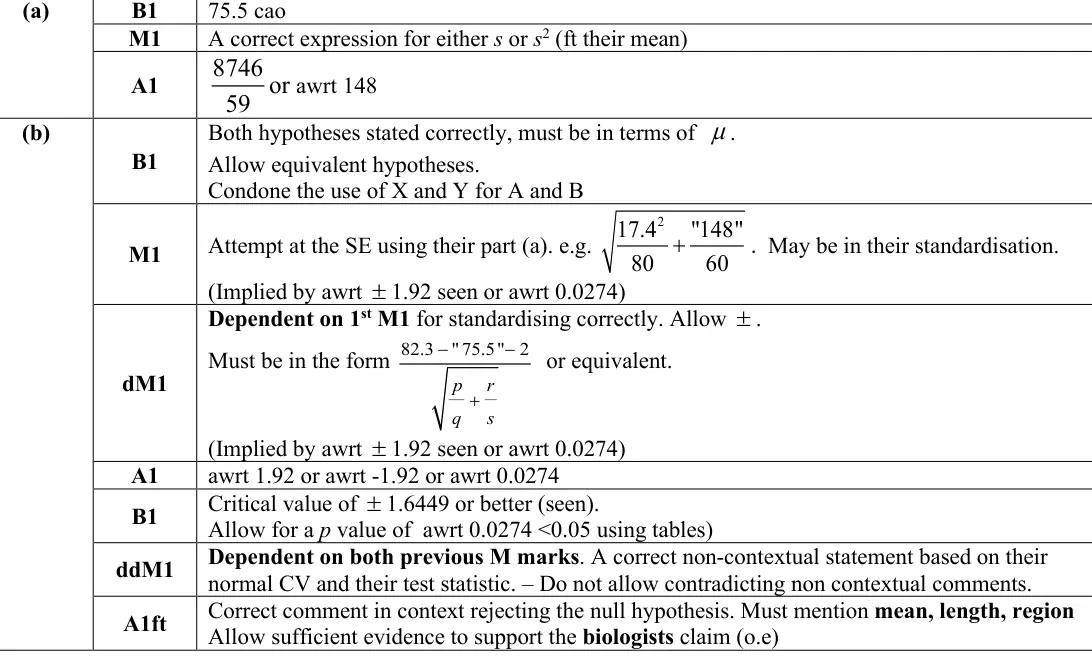 (a) B1 75.5 cao
M1 A correct expression for either s or s² (ft their mean)
A1 8746/59 or awrt 148
(b) B1 Both hypotheses stated correctly, must be in terms of μ.
Allow equivalent hypotheses.
Condone the use of X and Y for A and B
M1 Attempt at the SE using their part (a). e.g. √(17.4²/80 + "148"/60). May be in their standardisation.
(Implied by awrt ± 1.92 seen or awrt 0.0274)
dM1 Dependent on 1st M1 for standardising correctly. Allow ±.
Must be in the form (82.3 − "75.5" − 2)/√(p/q + r/s) or equivalent.
(Implied by awrt ± 1.92 seen or awrt 0.0274)
A1 awrt 1.92 or awrt -1.92 or awrt 0.0274
B1 Critical value of ± 1.6449 or better (seen).
Allow for a p value of awrt 0.0274 <0.05 using tables)
ddM1 Dependent on both previous M marks. A correct non-contextual statement based on their
normal CV and their test statistic. – Do not allow contradicting non contextual comments.
A1ft Correct comment in context rejecting the null hypothesis. Must mention mean, length, region
Allow sufficient evidence to support the biologists claim (o.e)